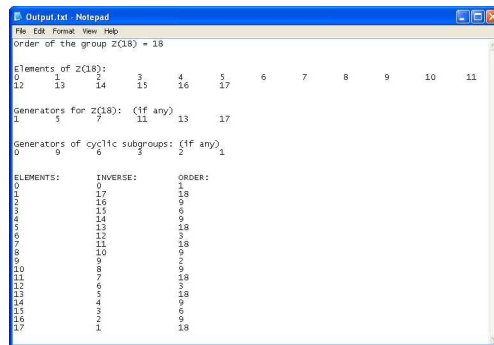 Output.txt - Notepad
File Edit Format View Help
Order of the group Z(18) = 18
Elements of Z(18):
0 1 2 3 4 5 6 7 8 9 10 11
12 13 14 15 16 17
Generators for Z(18): (if any)
1 5 7 11 13 17
Generators of cyclic subgroups: (if any)
0 9 6 3 2 1
ELEMENTS: INVERSE: ORDER:
0 0 1
1 17 18
2 16 9
3 15 6
4 14 9
5 13 18
6 12 3
7 11 18
8 10 9
9 9 2
10 8 9
11 7 18
12 6 3
13 5 18
14 4 9
15 3 6
16 2 9
17 1 18